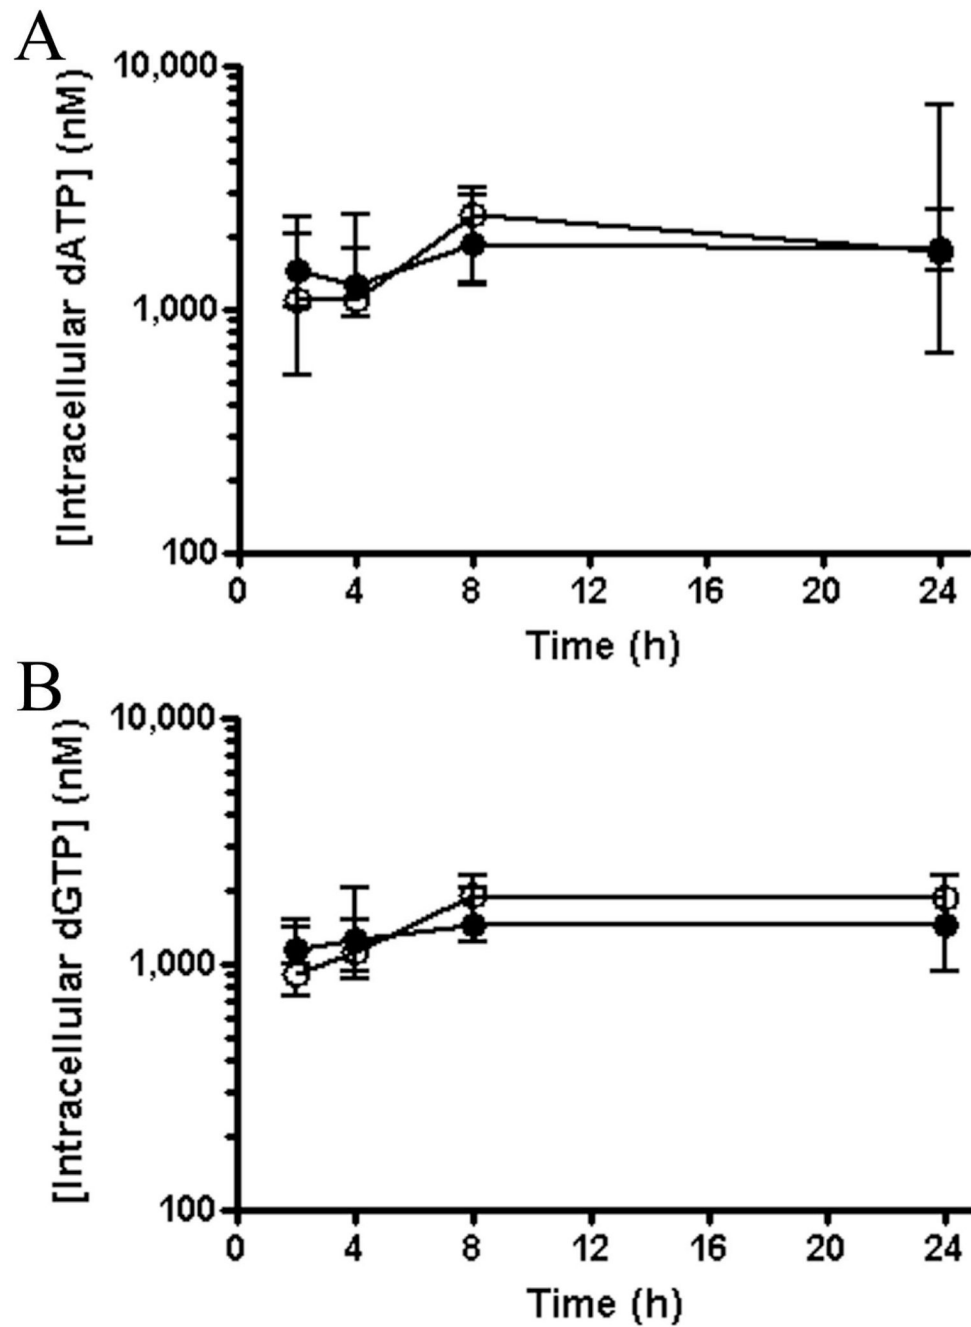 A
10,000
1,000
100
[Intracellular dATP] (nM)
0 4 8 12 16 20 24
Time (h)
B
10,000
1,000
100
[Intracellular dGTP] (nM)
0 4 8 12 16 20 24
Time (h)